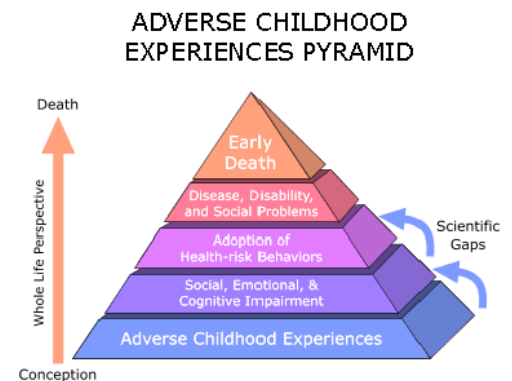 ADVERSE CHILDHOOD
EXPERIENCES PYRAMID
Death
Early
Death
Disease, Disability,
and Social Problems
Scientific
Gaps
Adoption of
Health-risk Behaviors
Whole Life Perspective
Social, Emotional, &
Cognitive Impairment
Adverse Childhood Experiences
Conception